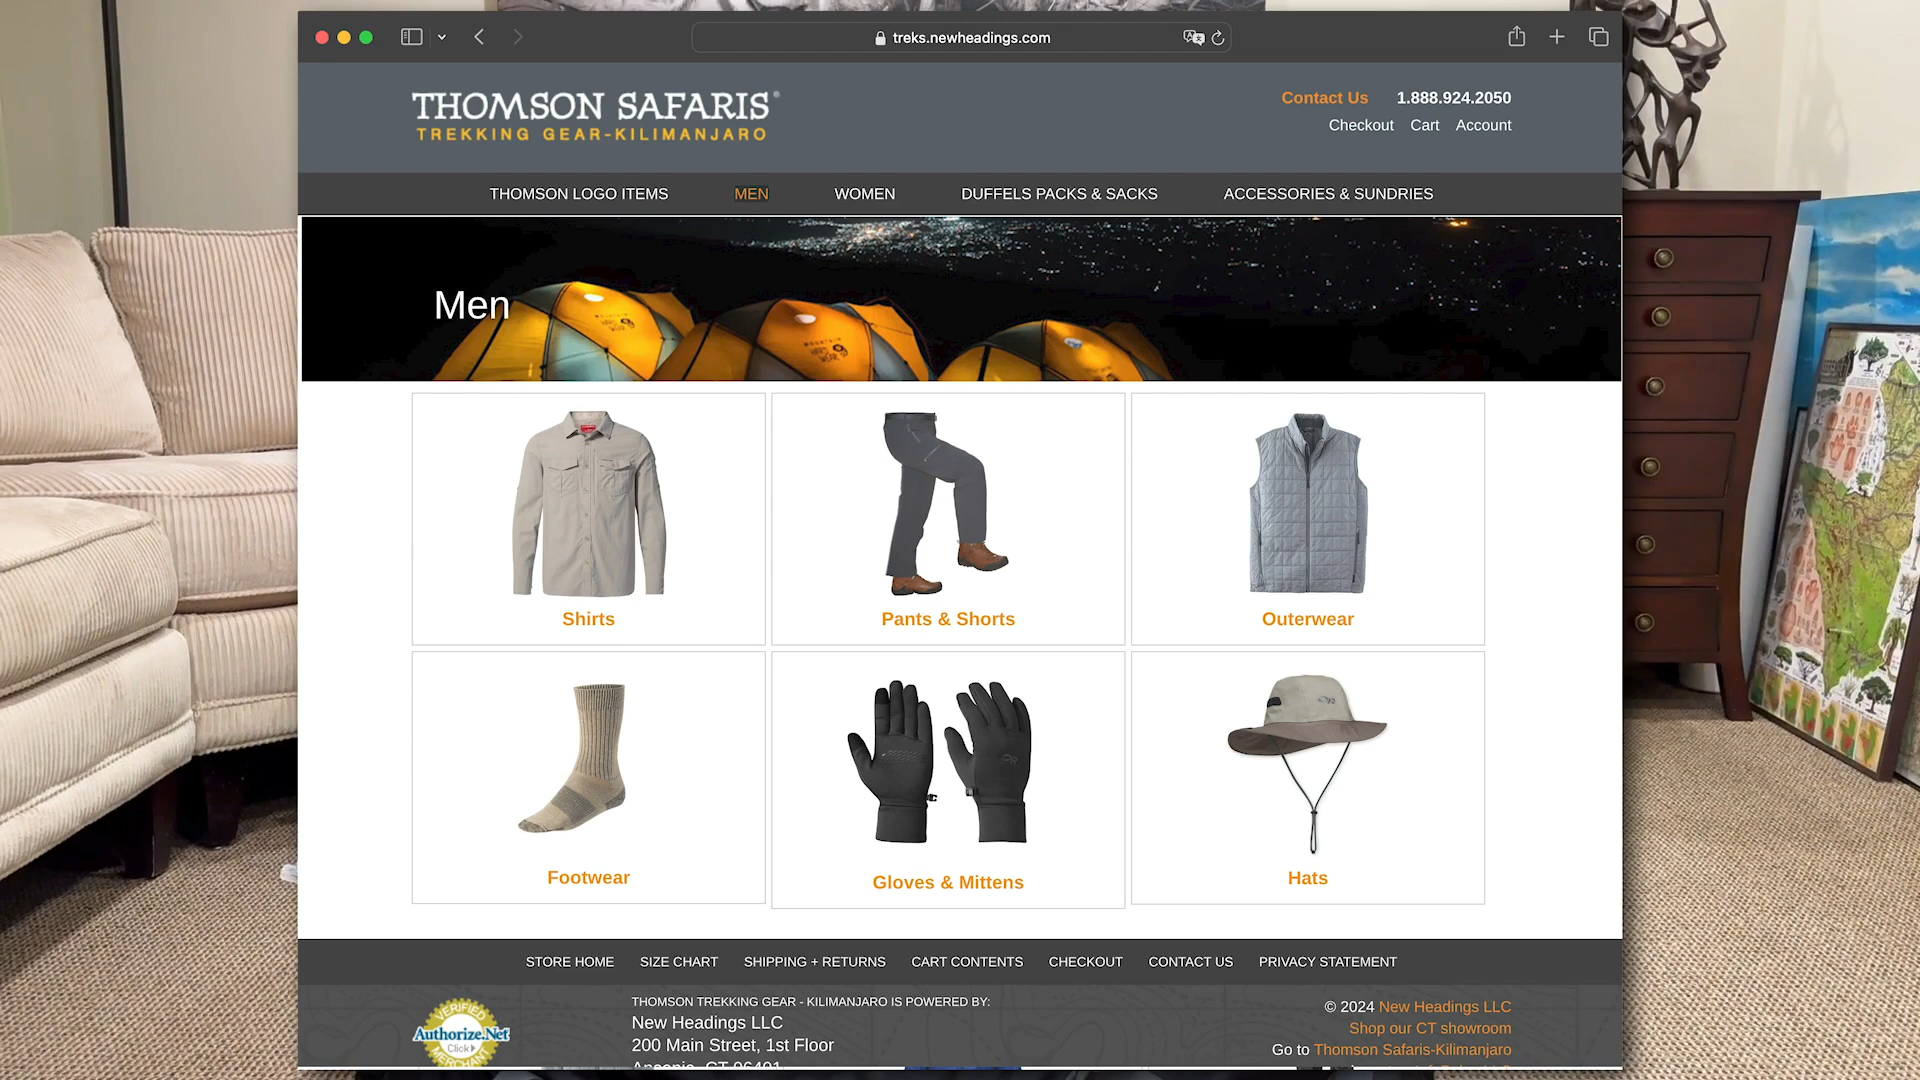 treks.newheadings.com
THOMSON SAFARIS®
TREKKING GEAR-KILIMANJARO
Contact Us 1.888.924.2050
Checkout Cart Account
THOMSON LOGO ITEMS MEN WOMEN DUFFELS PACKS & SACKS ACCESSORIES & SUNDRIES
Men
Shirts Pants & Shorts Outerwear
Footwear Gloves & Mittens Hats
STORE HOME SIZE CHART SHIPPING + RETURNS CART CONTENTS CHECKOUT CONTACT US PRIVACY STATEMENT
VERIFIED
Authorize.Net
Click
MERCHANT
THOMSON TREKKING GEAR - KILIMANJARO IS POWERED BY:
New Headings LLC
200 Main Street, 1st Floor
Ansonia, CT 06401
© 2024 New Headings LLC
Shop our CT showroom
Go to Thomson Safaris-Kilimanjaro